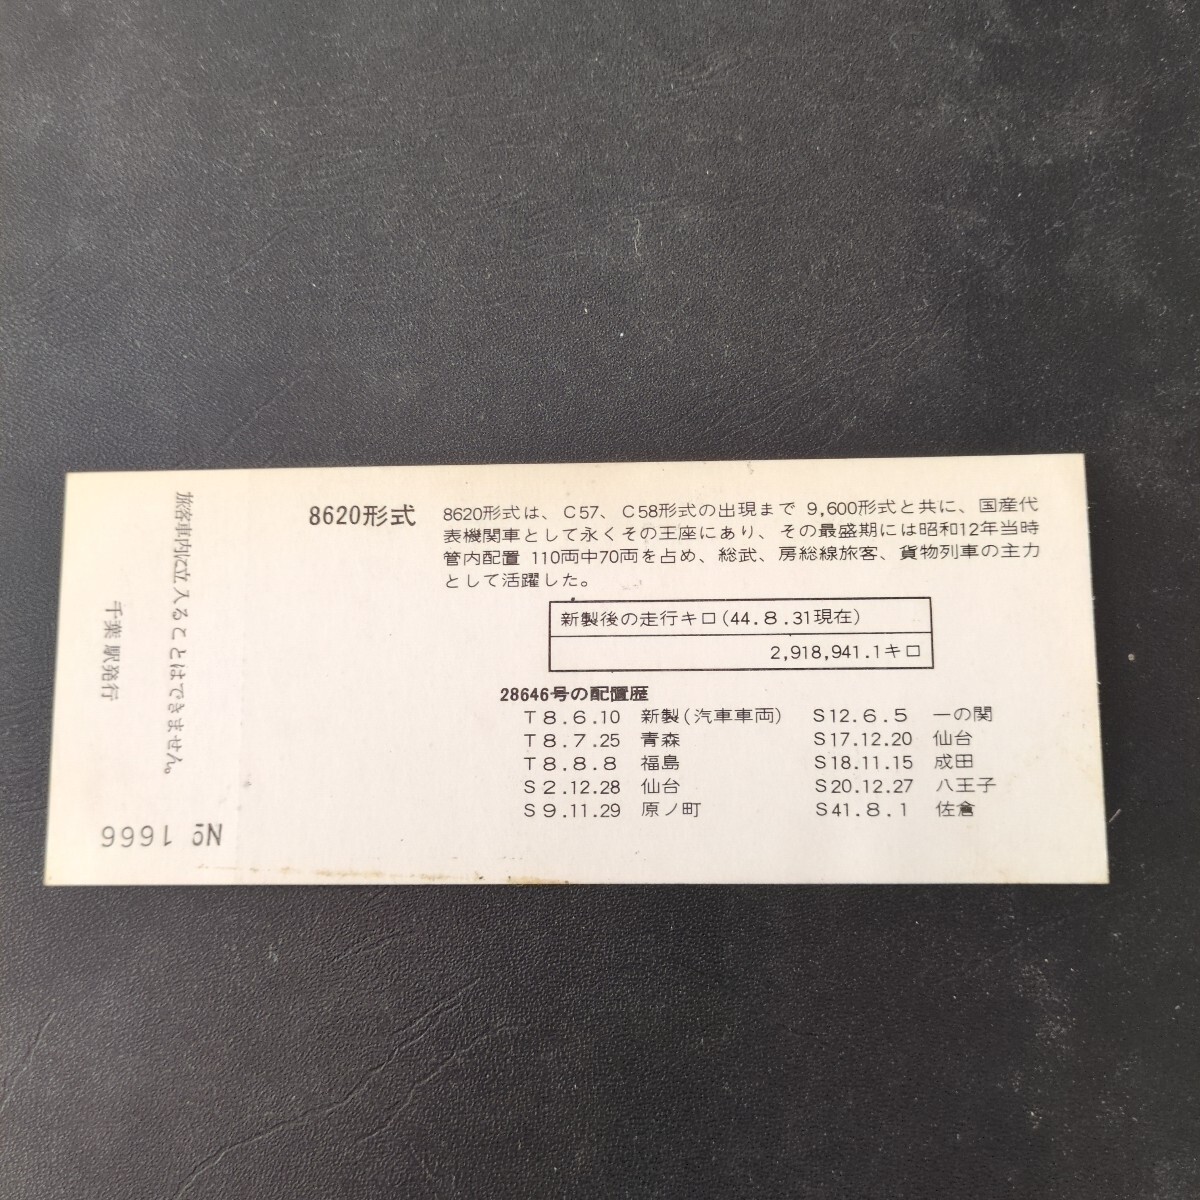 8620形式
8620形式は、C57、C58形式の出現まで 9,600形式と共に、国産代
表機関車として永くその王座にあり、その最盛期には昭和12年当時
管内配置 110両中70両を占め、総武、房総線旅客、貨物列車の主力
として活躍した。
新製後の走行キロ(44.8.31現在)
2,918,941.1キロ
28646号の配置歴
T8.6.10 新製(汽車車両)
T8.7.25 青森
T8.8.8 福島
S2.12.28 仙台
S9.11.29 原ノ町
S12.6.5 一の関
S17.12.20 仙台
S18.11.15 成田
S20.12.27 八王子
S41.8.1 佐倉
旅客車内に立入ることはできません。
千葉駅発行
№ 1666